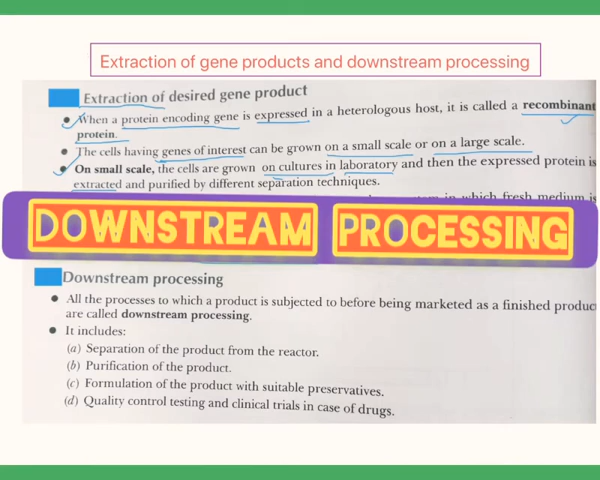 Extraction of gene products and downstream processing
Extraction of desired gene product
• When a protein encoding gene is expressed in a heterologous host, it is called a recombinant
protein.
• The cells having genes of interest can be grown on a small scale or on a large scale.
• On small scale, the cells are grown on cultures in laboratory and then the expressed protein is
extracted and purified by different separation techniques.
in which fresh medium is
DOWNSTREAM PROCESSING
Downstream processing
• All the processes to which a product is subjected to before being marketed as a finished produc
are called downstream processing.
• It includes:
(a) Separation of the product from the reactor.
(b) Purification of the product.
(c) Formulation of the product with suitable preservatives.
(d) Quality control testing and clinical trials in case of drugs.